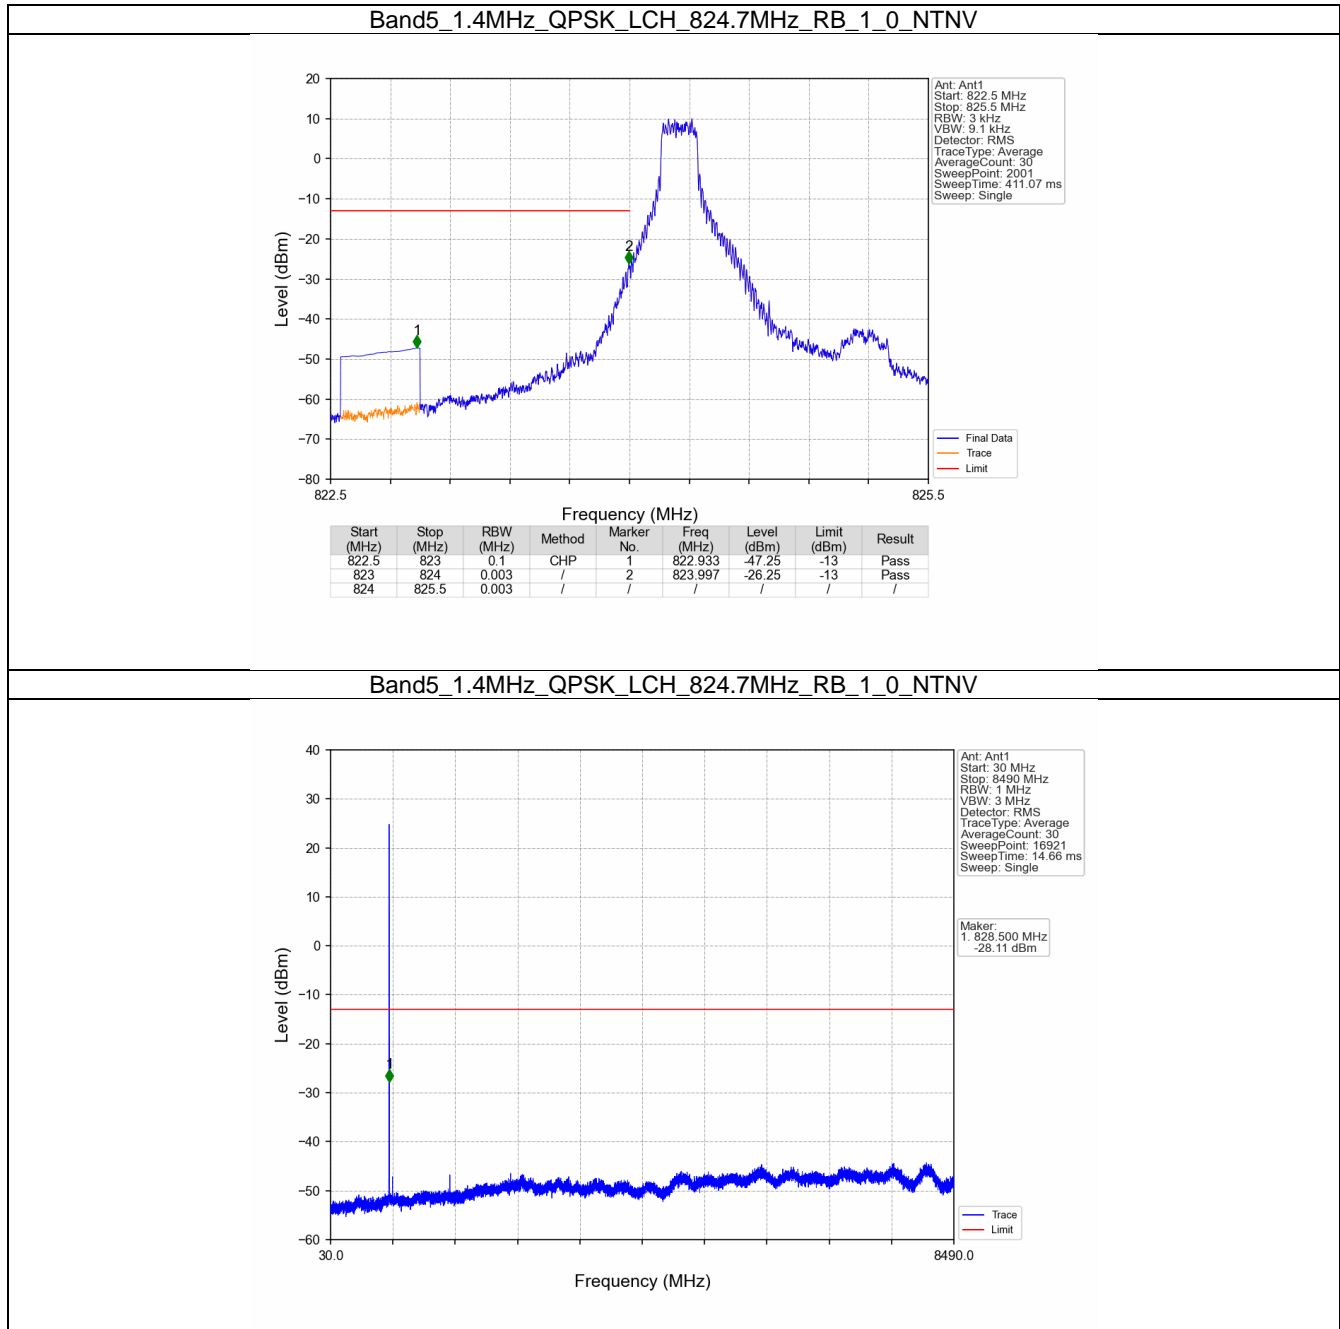 Band5_1.4MHz_QPSK_LCH_824.7MHz_RB_1_0_NTNV
20
10
0
−10
−20
−30
−40
−50
−60
−70
−80
Level (dBm)
1
2
822.5
825.5
Frequency (MHz)
Ant: Ant1
Start: 822.5 MHz
Stop: 825.5 MHz
RBW: 3 kHz
VBW: 9.1 kHz
Detector: RMS
TraceType: Average
AverageCount: 30
SweepPoint: 2001
SweepTime: 411.07 ms
Sweep: Single
Final Data
Trace
Limit
Start (MHz) Stop (MHz) RBW (MHz) Method Marker No. Freq (MHz) Level (dBm) Limit (dBm) Result
822.5 823 0.1 CHP 1 822.933 -47.25 -13 Pass
823 824 0.003 / 2 823.997 -26.25 -13 Pass
824 825.5 0.003 / / / / / /
Band5_1.4MHz_QPSK_LCH_824.7MHz_RB_1_0_NTNV
40
30
20
10
0
−10
−20
−30
−40
−50
−60
Level (dBm)
1
30.0
8490.0
Frequency (MHz)
Ant: Ant1
Start: 30 MHz
Stop: 8490 MHz
RBW: 1 MHz
VBW: 3 MHz
Detector: RMS
TraceType: Average
AverageCount: 30
SweepPoint: 16921
SweepTime: 14.66 ms
Sweep: Single
Maker:
1. 828.500 MHz
-28.11 dBm
Trace
Limit